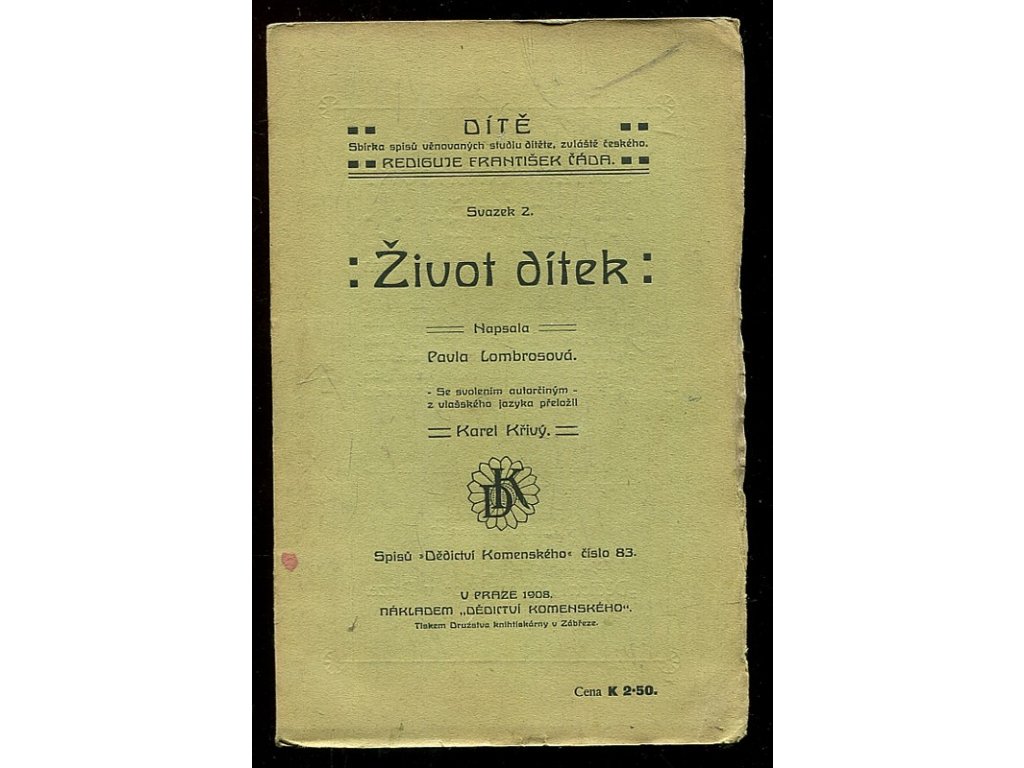 DÍTĚ
Sbírka spisů věnovaných studiu dítěte, zvláště českého.
REDIGUJE FRANTIŠEK ČÁDA.
Svazek 2.
Život dítek
Napsala
Pavla Lombrosová.
- Se svolením autorčiným -
z vlašského jazyka přeložil
Karel Křivý.
DK
Spisů »Dědictví Komenského« číslo 83.
V PRAZE 1908.
NÁKLADEM „DĚDICTVÍ KOMENSKÉHO“.
Tiskem Družstva knihtiskárny v Zábřeze.
Cena K 2·50.